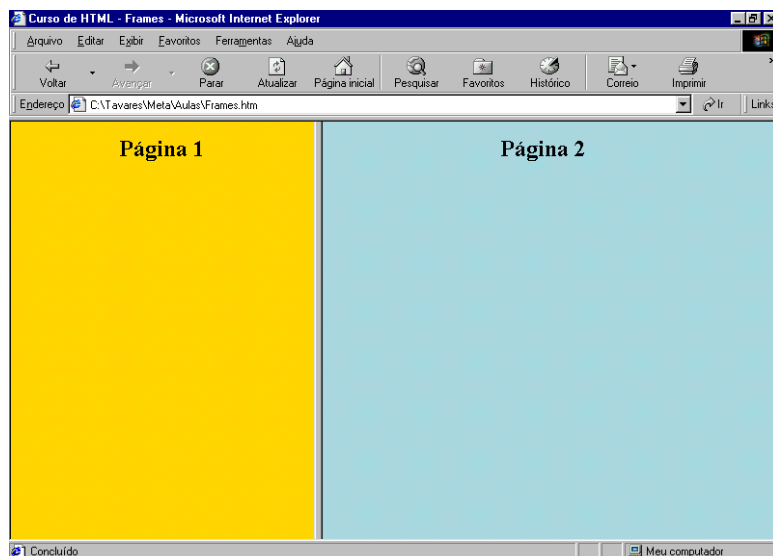 Curso de HTML - Frames - Microsoft Internet Explorer
Arquivo Editar Exibir Favoritos Ferramentas Ajuda
Voltar Avançar Parar Atualizar Página inicial Pesquisar Favoritos Histórico Correio Imprimir
Endereço C:\Tavares\Meta\Aulas\Frames.htm Ir Links
Página 1 Página 2
Concluído Meu computador